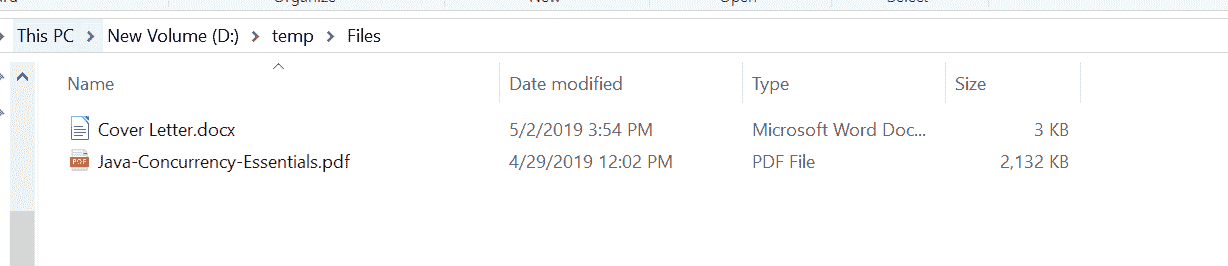 Organize New Open Select
This PC New Volume (D:) temp Files
Name Date modified Type Size
Cover Letter.docx 5/2/2019 3:54 PM Microsoft Word Doc... 3 KB
PDF Java-Concurrency-Essentials.pdf 4/29/2019 12:02 PM PDF File 2,132 KB